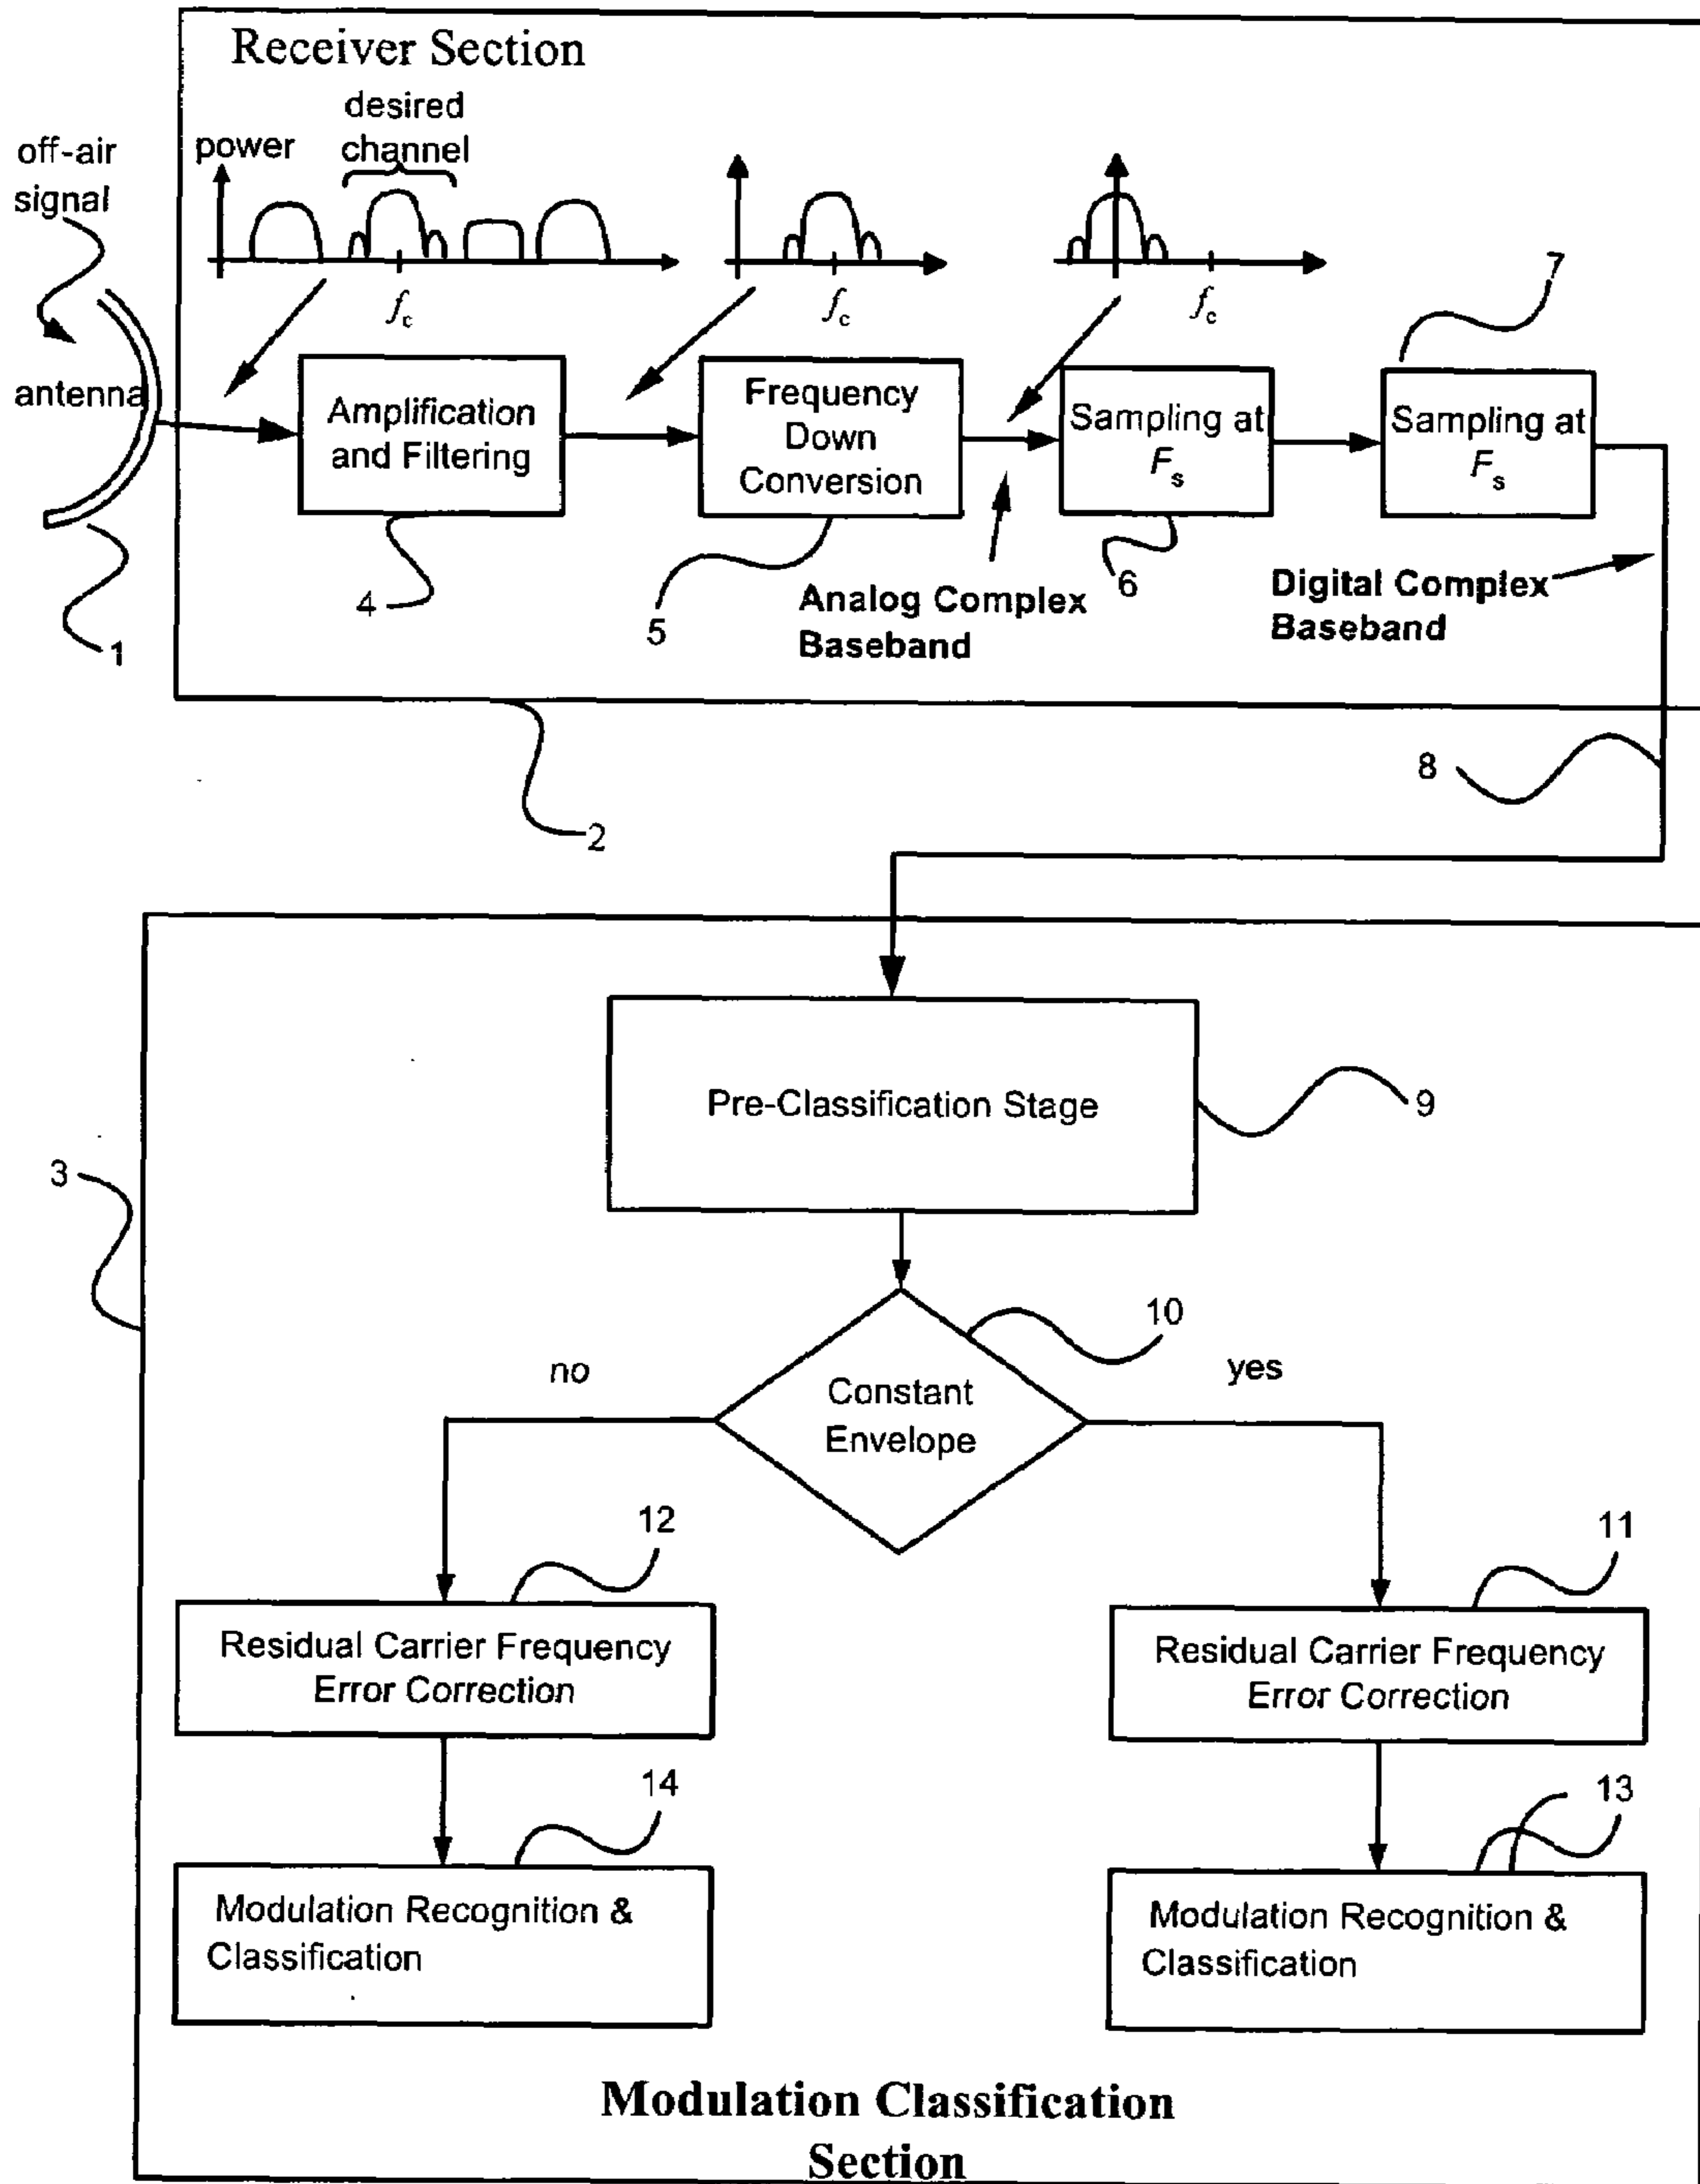 Receiver Section
off-air
signal
power
desired
channel
f_c
f_c
f_c
7
antenna
Amplification
and Filtering
Frequency
Down
Conversion
Sampling at
F_s
Sampling at
F_s
1
4
5
Analog Complex
Baseband
6
Digital Complex
Baseband
2
8
Pre-Classification Stage
9
3
10
no
yes
Constant
Envelope
12
11
Residual Carrier Frequency
Error Correction
Residual Carrier Frequency
Error Correction
14
13
Modulation Recognition &
Classification
Modulation Recognition &
Classification
Modulation Classification
Section